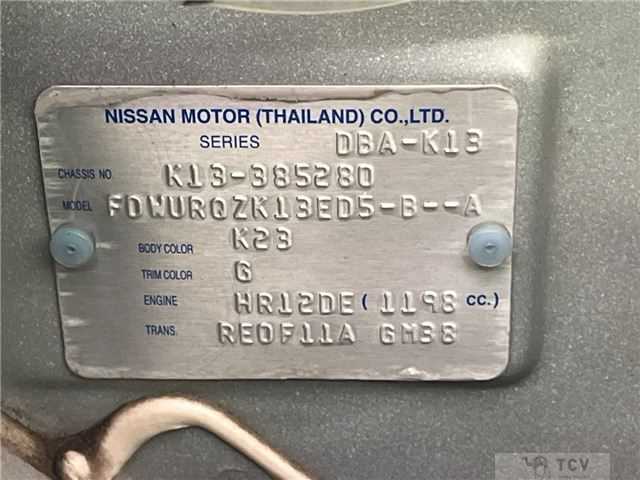 NISSAN MOTOR (THAILAND) CO.,LTD.
SERIES DBA-K13
CHASSIS NO. K13-385280
MODEL FDWURQZK13ED5-B--A
BODY COLOR K23
TRIM COLOR G
ENGINE HR12DE ( 1198 CC.)
TRANS. RE0F11A GM38
TCV